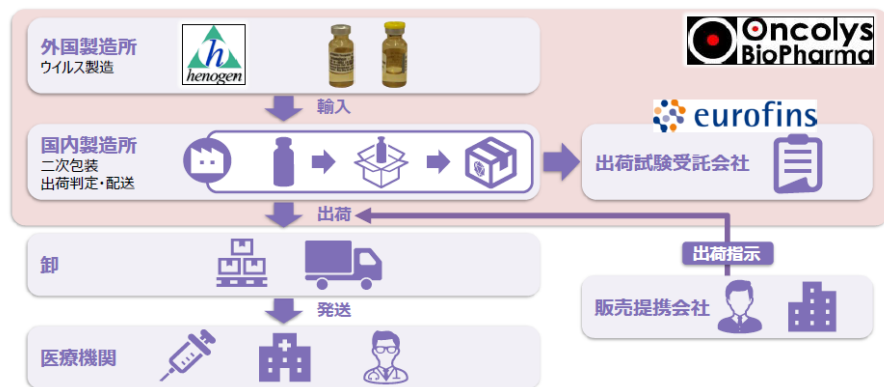 外国製造所
ウイルス製造
h
henogen
Oncolys
BioPharma
輸入
国内製造所
二次包装
出荷判定・配送
eurofins
出荷試験受託会社
出荷
出荷指示
卸
販売提携会社
発送
医療機関